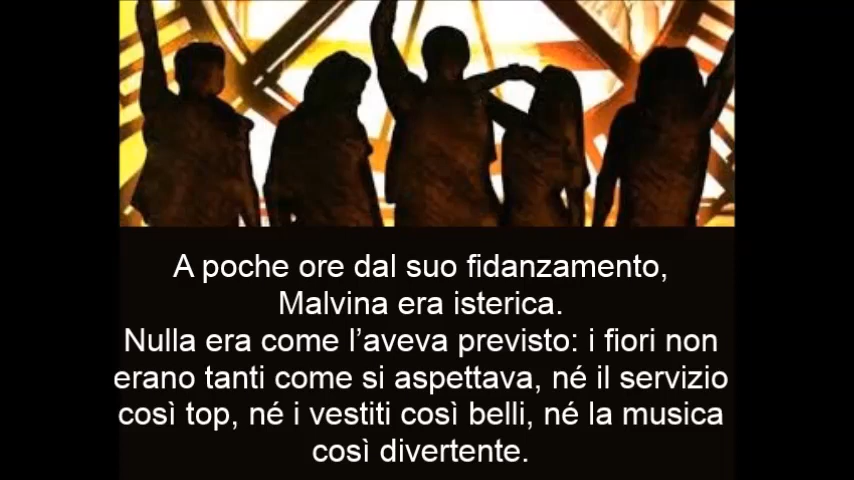 A poche ore dal suo fidanzamento,
Malvina era isterica.
Nulla era come l’aveva previsto: i fiori non
erano tanti come si aspettava, né il servizio
così top, né i vestiti così belli, né la musica
così divertente.